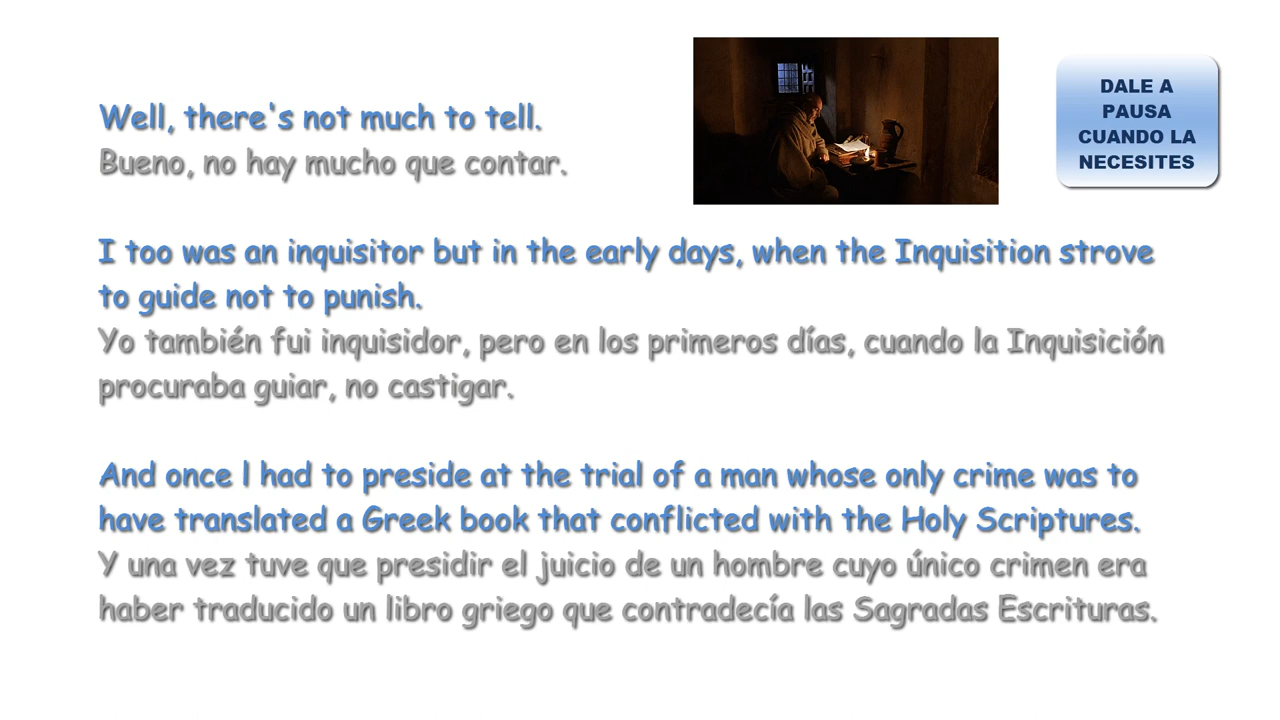 Well, there's not much to tell.
Bueno, no hay mucho que contar.
DALE A
PAUSA
CUANDO LA
NECESITES
I too was an inquisitor but in the early days, when the Inquisition strove
to guide not to punish.
Yo también fui inquisidor, pero en los primeros días, cuando la Inquisición
procuraba guiar, no castigar.
And once l had to preside at the trial of a man whose only crime was to
have translated a Greek book that conflicted with the Holy Scriptures.
Y una vez tuve que presidir el juicio de un hombre cuyo único crimen era
haber traducido un libro griego que contradecía las Sagradas Escrituras.